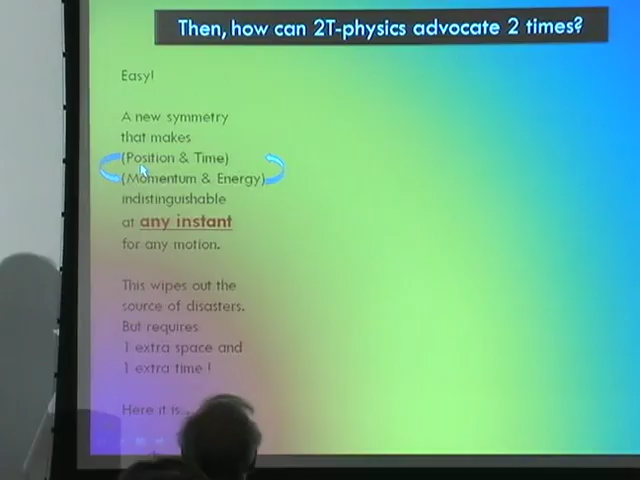 Then, how can 2T-physics advocate 2 times?
Easy!
A new symmetry
that makes
(Position & Time)
(Momentum & Energy)
indistinguishable
at any instant
for any motion.
This wipes out the
source of disasters.
But requires
1 extra space and
1 extra time !
Here it is...